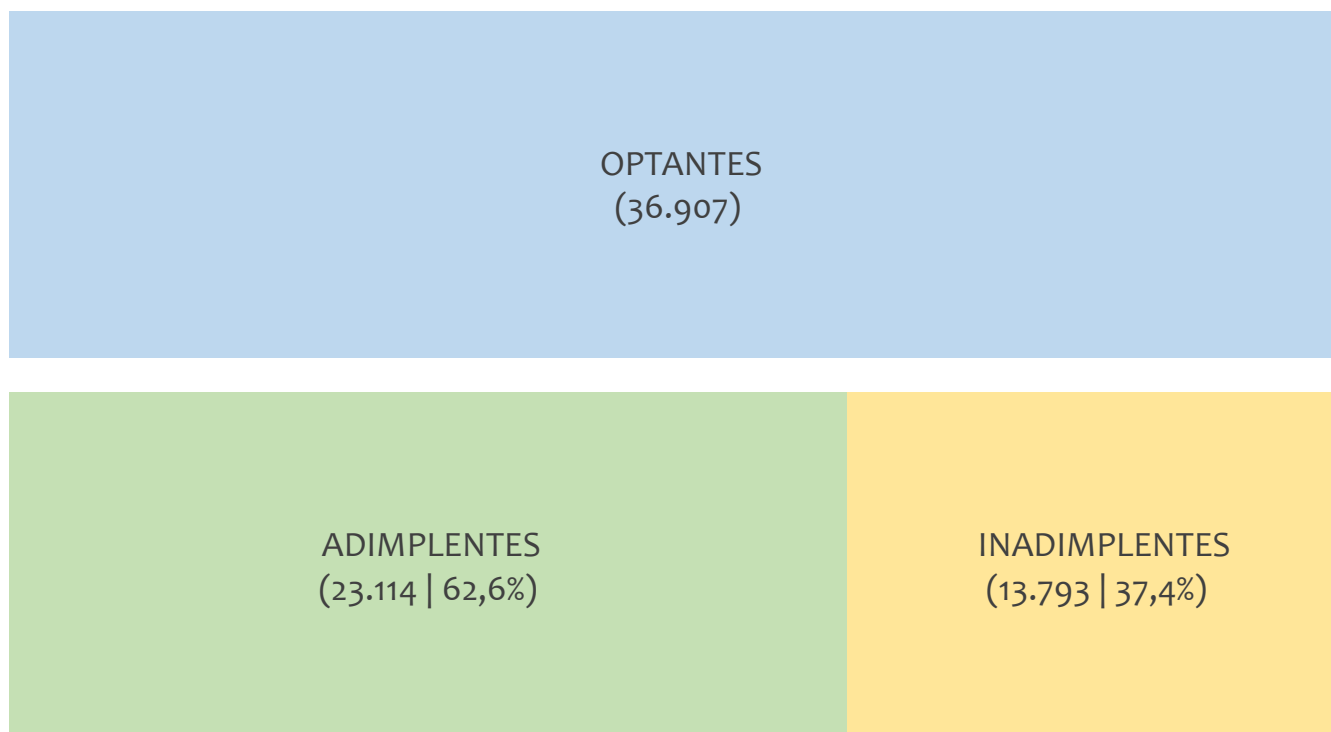 OPTANTES
(36.907)
ADIMPLENTES
(23.114 | 62,6%)
INADIMPLENTES
(13.793 | 37,4%)